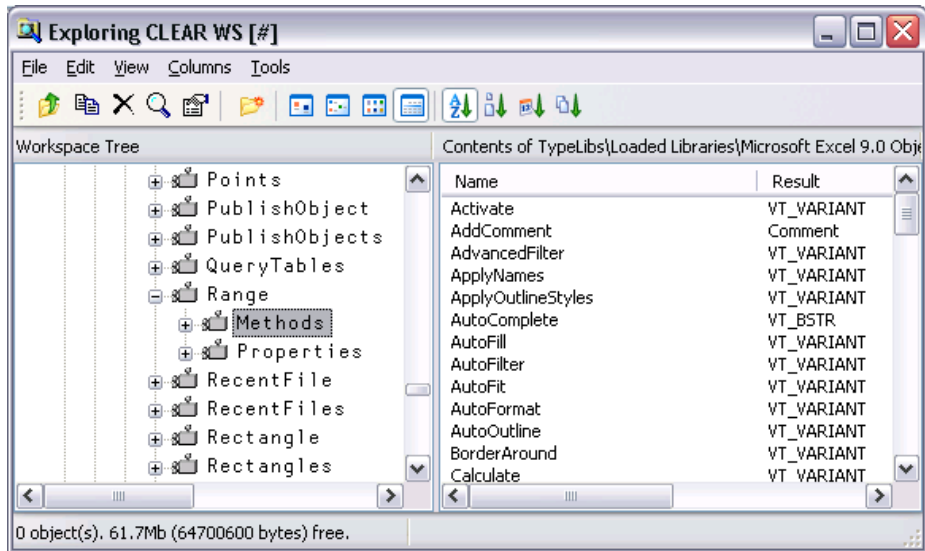 Exploring CLEAR WS [#]
File Edit View Columns Tools
Workspace Tree
Contents of TypeLibs\Loaded Libraries\Microsoft Excel 9.0 Obje
Points
PublishObject
PublishObjects
QueryTables
Range
Methods
Properties
RecentFile
RecentFiles
Rectangle
Rectangles
Name Result
Activate VT_VARIANT
AddComment Comment
AdvancedFilter VT_VARIANT
ApplyNames VT_VARIANT
ApplyOutlineStyles VT_VARIANT
AutoComplete VT_BSTR
AutoFill VT_VARIANT
AutoFilter VT_VARIANT
AutoFit VT_VARIANT
AutoFormat VT_VARIANT
AutoOutline VT_VARIANT
BorderAround VT_VARIANT
Calculate VT_VARIANT
0 object(s). 61.7Mb (64700600 bytes) free.